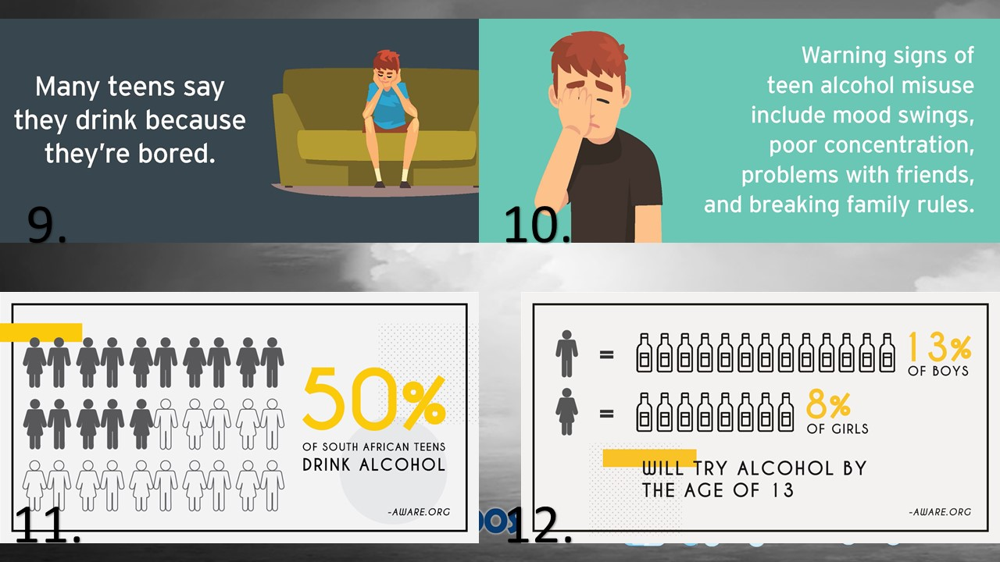 Many teens say
they drink because
they're bored.
9.
Warning signs of
teen alcohol misuse
include mood swings,
poor concentration,
problems with friends,
and breaking family rules.
10.
50%
OF SOUTH AFRICAN TEENS
DRINK ALCOHOL
-AWARE.ORG
11.
= 13%
OF BOYS
= 8%
OF GIRLS
WILL TRY ALCOHOL BY
THE AGE OF 13
-AWARE.ORG
12.